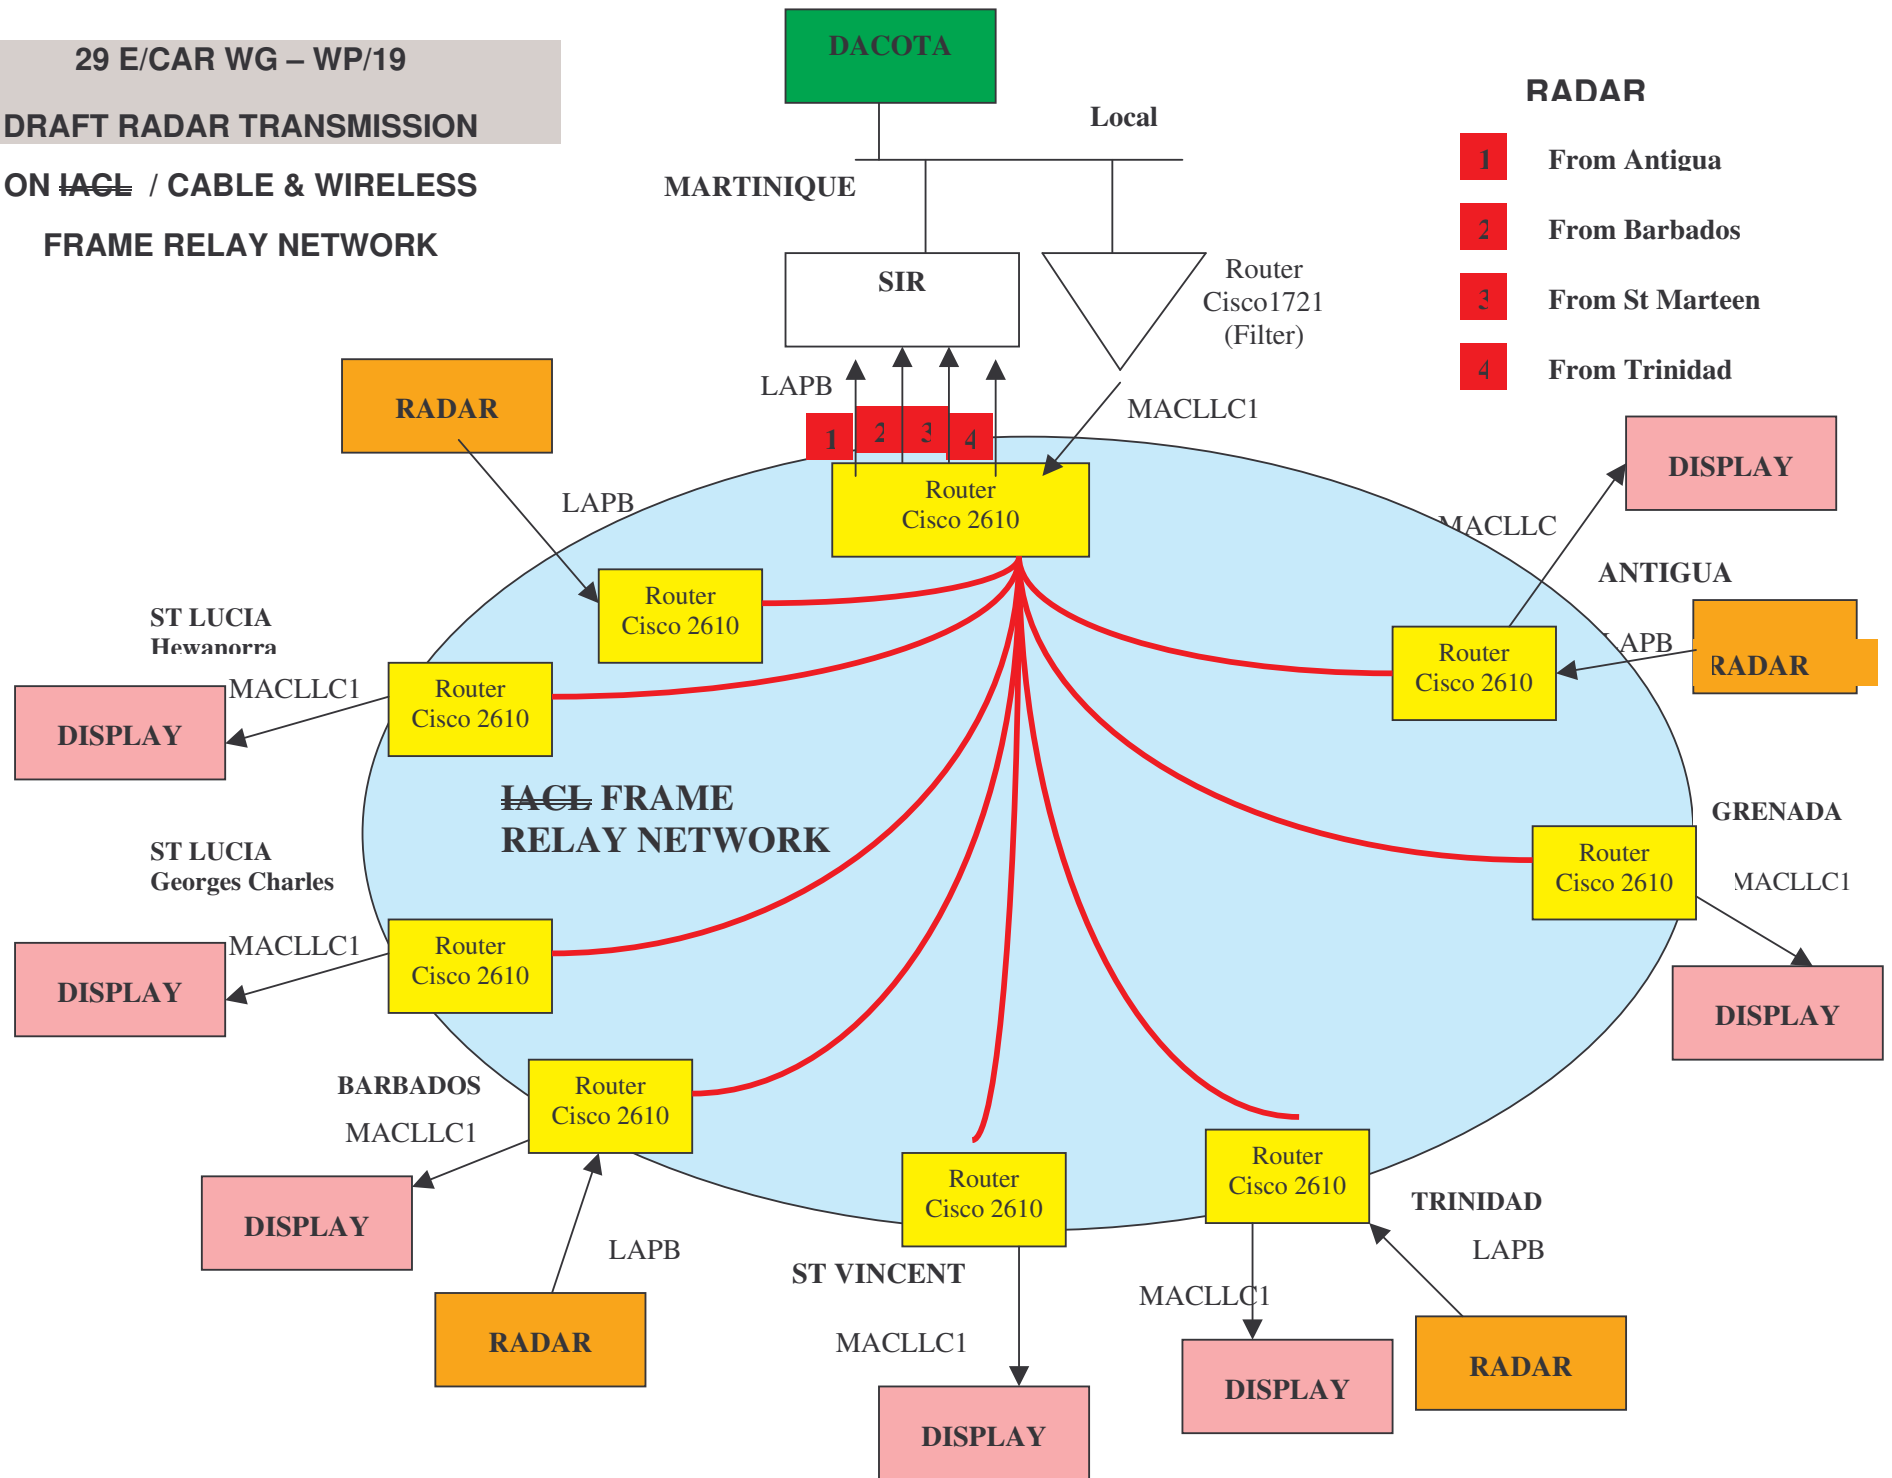 29 E/CAR WG – WP/19
DRAFT RADAR TRANSMISSION
ON IACL / CABLE & WIRELESS
FRAME RELAY NETWORK
DACOTA
Local
MARTINIQUE
SIR
Router
Cisco1721
(Filter)
RADAR
1 From Antigua
2 From Barbados
3 From St Marteen
4 From Trinidad
LAPB
MACLLC1
1 2 3 4
Router
Cisco 2610
RADAR
LAPB
Router
Cisco 2610
DISPLAY
MACLLC
ANTIGUA
Router
Cisco 2610
LAPB
RADAR
ST LUCIA
Hewanorra
MACLLC1
DISPLAY
Router
Cisco 2610
IACL FRAME
RELAY NETWORK
GRENADA
Router
Cisco 2610
MACLLC1
DISPLAY
ST LUCIA
Georges Charles
MACLLC1
DISPLAY
Router
Cisco 2610
BARBADOS
MACLLC1
Router
Cisco 2610
DISPLAY
LAPB
RADAR
Router
Cisco 2610
ST VINCENT
MACLLC1
DISPLAY
Router
Cisco 2610
TRINIDAD
LAPB
MACLLC1
DISPLAY
RADAR